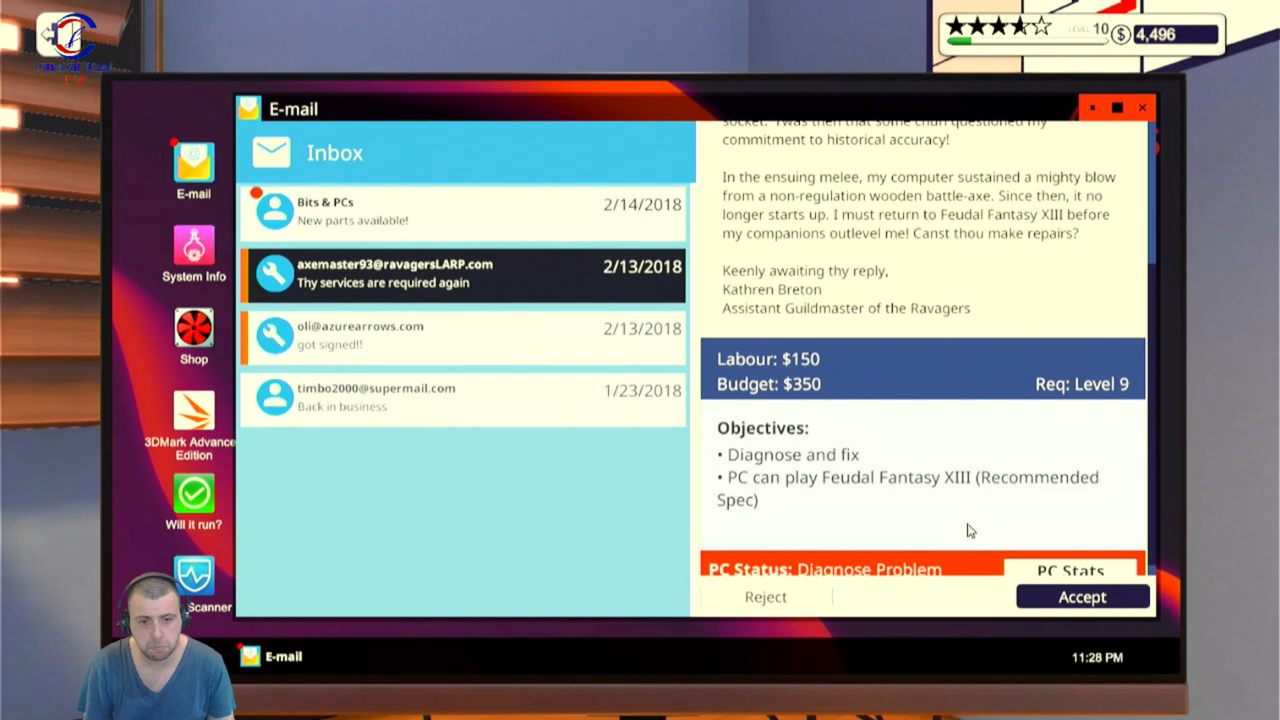 LEVEL 10
$ 4,496
E-mail
Inbox
Bits & PCs
2/14/2018
New parts available!
axemaster93@ravagersLARP.com
2/13/2018
Thy services are required again
oli@azurearrows.com
2/13/2018
got signed!!
timbo2000@supermail.com
1/23/2018
Back in business
E-mail
System Info
Shop
3DMark Advance
Edition
Will it run?
Scanner
commitment to historical accuracy!
In the ensuing melee, my computer sustained a mighty blow
from a non-regulation wooden battle-axe. Since then, it no
longer starts up. I must return to Feudal Fantasy XIII before
my companions outlevel me! Canst thou make repairs?
Keenly awaiting thy reply,
Kathren Breton
Assistant Guildmaster of the Ravagers
Labour: $150
Budget: $350
Req: Level 9
Objectives:
• Diagnose and fix
• PC can play Feudal Fantasy XIII (Recommended
Spec)
PC Status: Diagnose Problem
PC Stats
Reject
Accept
E-mail
11:28 PM